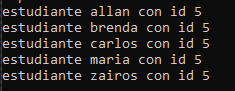 estudiante allan con id 5
estudiante brenda con id 5
estudiante carlos con id 5
estudiante maria con id 5
estudiante zairos con id 5